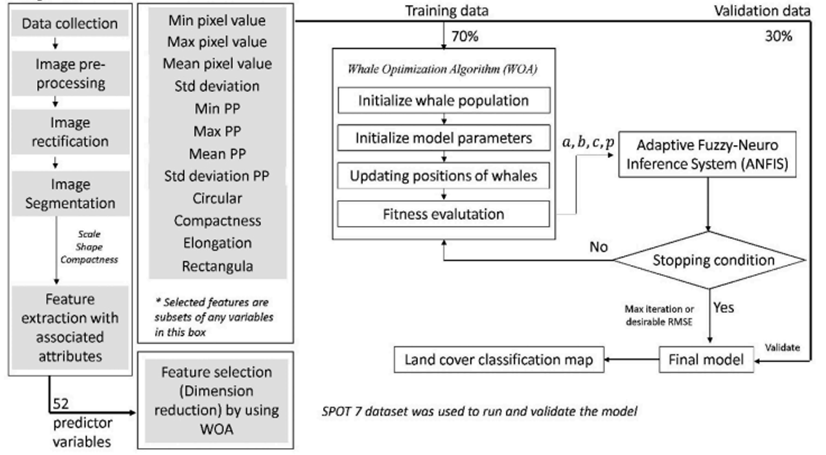 Data collection
Image pre-
processing
Image
rectification
Image
Segmentation
Scale
Shape
Compactness
Feature
extraction with
associated
attributes
52
predictor
variables
Min pixel value
Max pixel value
Mean pixel value
Std deviation
Min PP
Max PP
Mean PP
Std deviation PP
Circular
Compactness
Elongation
Rectangula
* Selected features are
subsets of any variables
in this box
Feature selection
(Dimension
reduction) by using
WOA
Training data
70%
Validation data
30%
Whale Optimization Algorithm (WOA)
Initialize whale population
Initialize model parameters
Updating positions of whales
Fitness evalutation
a, b, c, p
Adaptive Fuzzy-Neuro
Inference System (ANFIS)
No
Stopping condition
Max iteration or
desirable RMSE
Yes
Validate
Land cover classification map
Final model
SPOT 7 dataset was used to run and validate the model